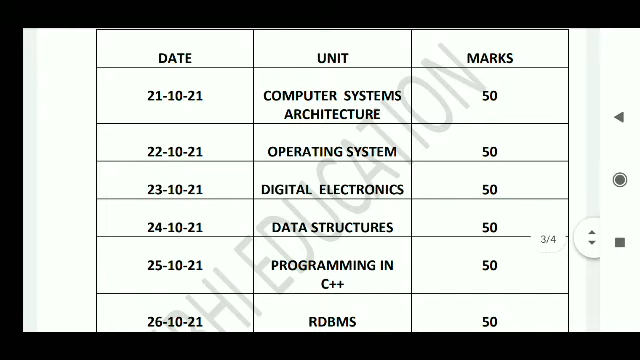 DATE UNIT MARKS
21-10-21 COMPUTER SYSTEMS ARCHITECTURE 50
22-10-21 OPERATING SYSTEM 50
23-10-21 DIGITAL ELECTRONICS 50
24-10-21 DATA STRUCTURES 50
3/4
25-10-21 PROGRAMMING IN C++ 50
26-10-21 RDBMS 50
BHI EDUCATION